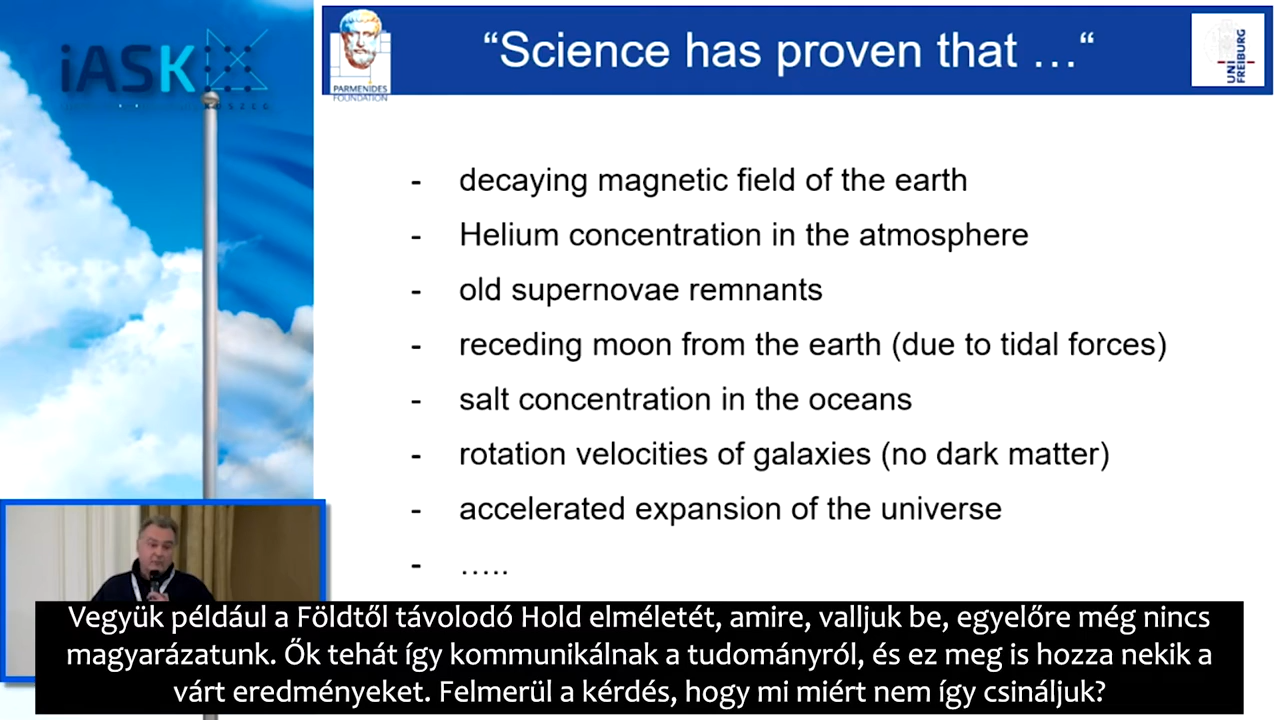 iASK
“Science has proven that …“
PARMENIDES
FOUNDATION
UNI
FREIBURG
- decaying magnetic field of the earth
- Helium concentration in the atmosphere
- old supernovae remnants
- receding moon from the earth (due to tidal forces)
- salt concentration in the oceans
- rotation velocities of galaxies (no dark matter)
- accelerated expansion of the universe
- …..
Vegyük például a Földtől távolodó Hold elméletét, amire, valljuk be, egyelőre még nincs
magyarázatunk. Ők tehát így kommunikálnak a tudományról, és ez meg is hozza nekik a
várt eredményeket. Felmerül a kérdés, hogy mi miért nem így csináljuk?